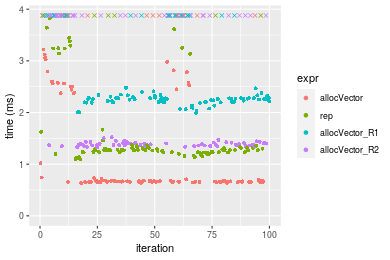 4
3
2
1
0
time (ms)
0
25
50
75
100
iteration
expr
allocVector
rep
allocVector_R1
allocVector_R2